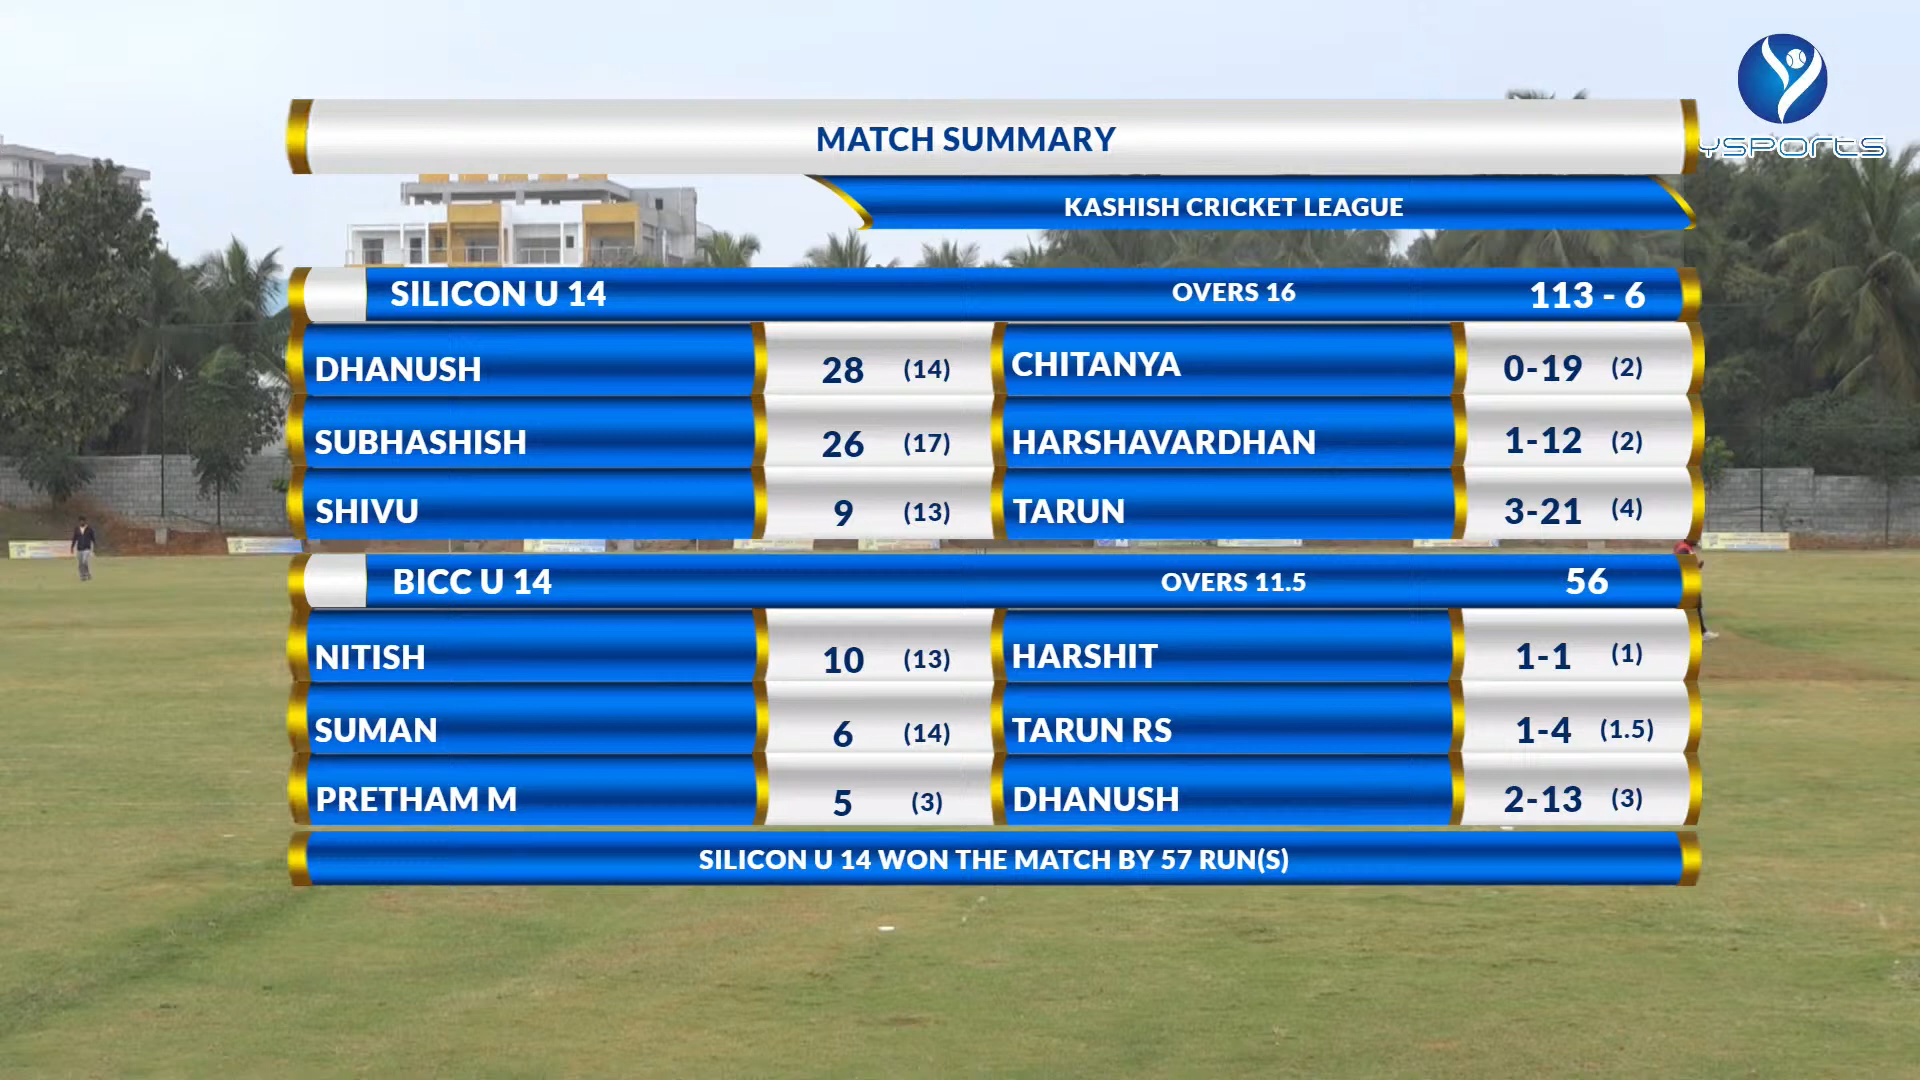 YSPORTS
MATCH SUMMARY
KASHISH CRICKET LEAGUE
SILICON U 14 OVERS 16 113 - 6
DHANUSH 28 (14) CHITANYA 0-19 (2)
SUBHASHISH 26 (17) HARSHAVARDHAN 1-12 (2)
SHIVU 9 (13) TARUN 3-21 (4)
BICC U 14 OVERS 11.5 56
NITISH 10 (13) HARSHIT 1-1 (1)
SUMAN 6 (14) TARUN RS 1-4 (1.5)
PRETHAM M 5 (3) DHANUSH 2-13 (3)
SILICON U 14 WON THE MATCH BY 57 RUN(S)